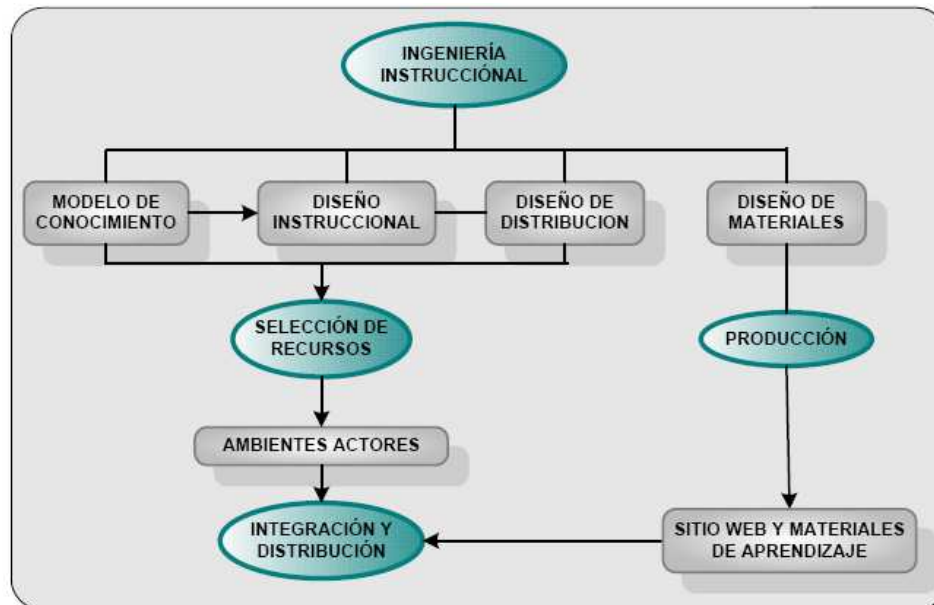 INGENIERÍA
INSTRUCCIÓNAL
MODELO DE
CONOCIMIENTO
DISEÑO
INSTRUCCIONAL
DISEÑO DE
DISTRIBUCION
DISEÑO DE
MATERIALES
SELECCIÓN DE
RECURSOS
PRODUCCIÓN
AMBIENTES ACTORES
INTEGRACIÓN Y
DISTRIBUCIÓN
SITIO WEB Y MATERIALES
DE APRENDIZAJE